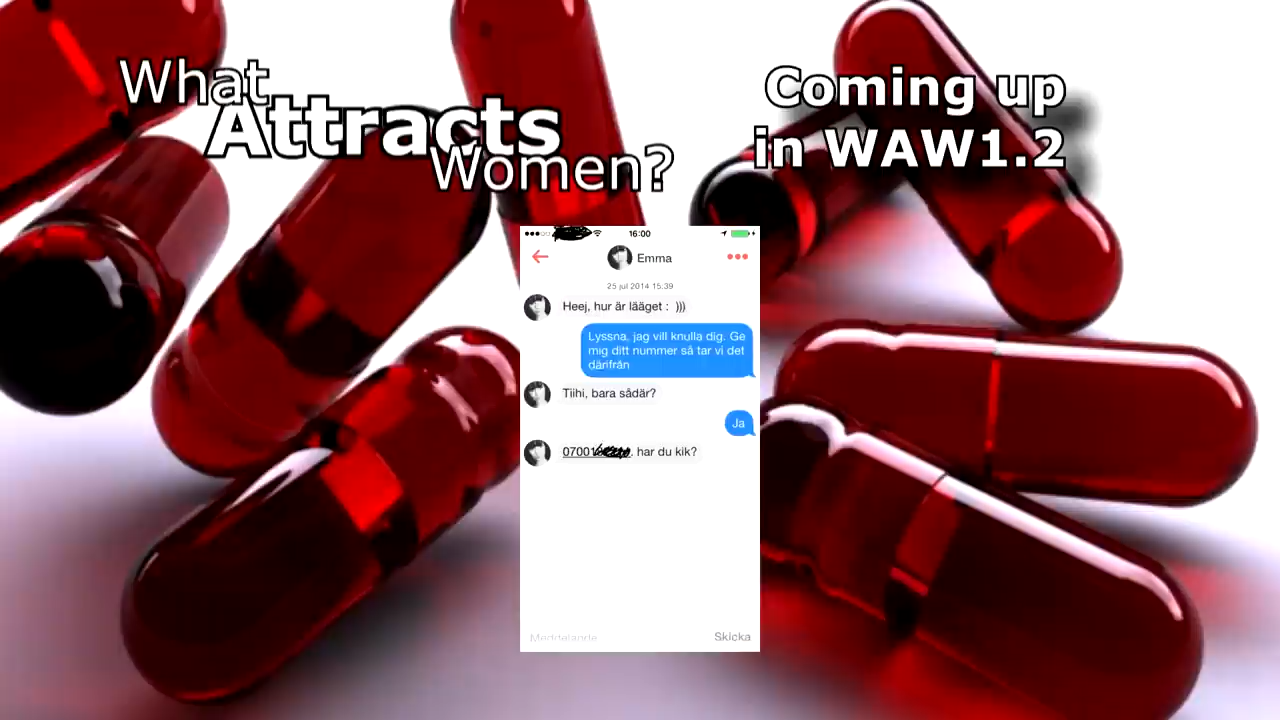 What
Attracts
Women?
Coming up
in WAW1.2
16:00
Emma
25 jul 2014 15:39
Heej, hur är lääget : )))
Lyssna, jag vill knulla dig. Ge
mig ditt nummer så tar vi det
därifrån
Tiihi, bara sådär?
Ja
07001 har du kik?
Meddelande
Skicka